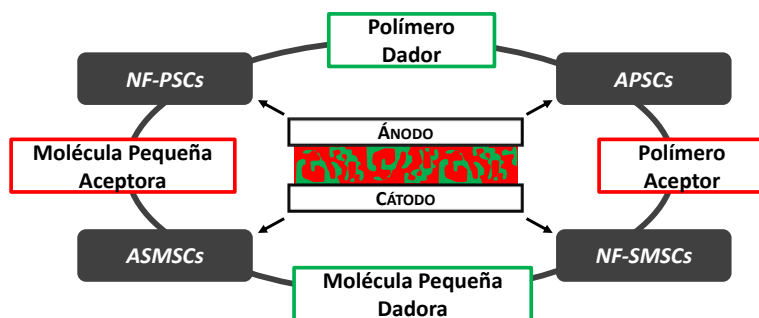 Polímero
Dador
NF-PSCs
APSCs
ÁNODO
Molécula Pequeña
Aceptora
Polímero
Aceptor
CÁTODO
ASMSCs
NF-SMSCs
Molécula Pequeña
Dadora